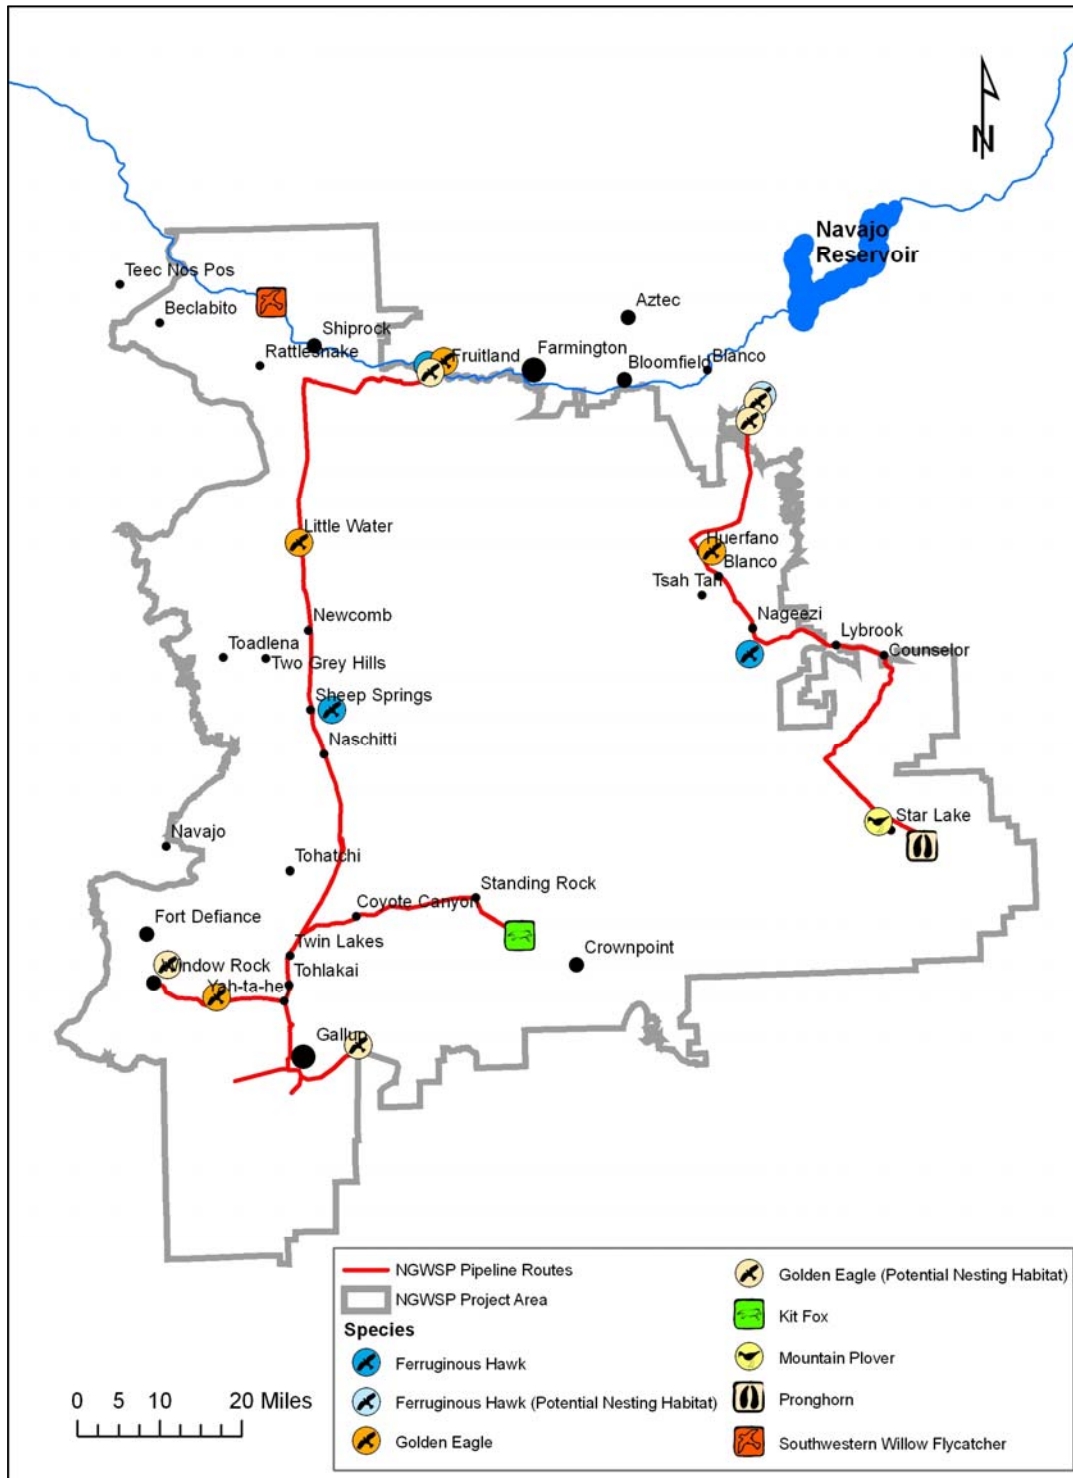 N
Navajo
Reservoir
Teec Nos Pos
Beclabito
Aztec
Shiprock
Rattlesnake
Fruitland
Farmington
Bloomfield
Blanco
Little Water
Huerfano
Blanco
Tsah Tah
Newcomb
Nageezi
Toadlena
Two Grey Hills
Lybrook
Counselor
Sheep Springs
Naschitti
Navajo
Star Lake
Tohatchi
Standing Rock
Coyote Canyon
Fort Defiance
Twin Lakes
Crownpoint
Window Rock
Tohlakai
Yah-ta-he
Gallup
NGWSP Pipeline Routes
NGWSP Project Area
Species
Ferruginous Hawk
Ferruginous Hawk (Potential Nesting Habitat)
Golden Eagle
Golden Eagle (Potential Nesting Habitat)
Kit Fox
Mountain Plover
Pronghorn
Southwestern Willow Flycatcher
0 5 10 20 Miles